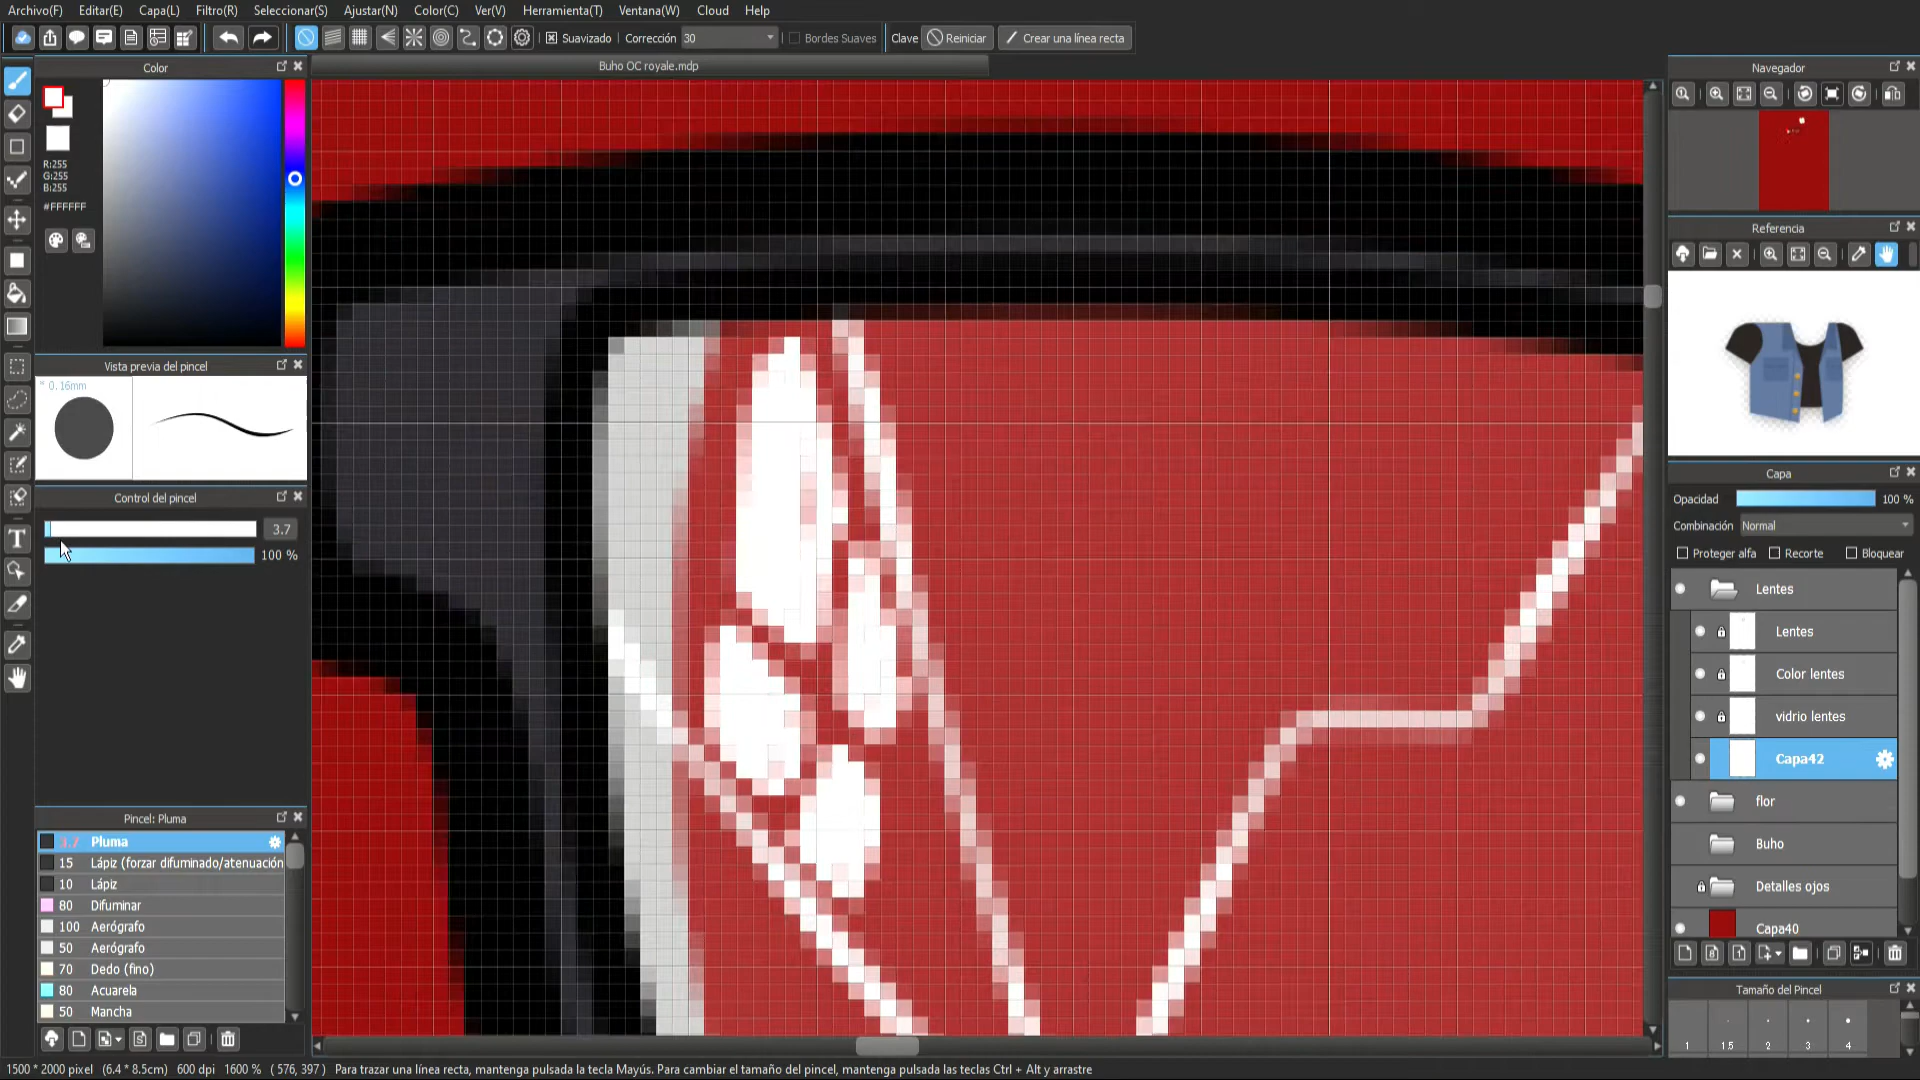 Archivo(F) Editar(E) Capa(L) Filtro(R) Seleccionar(S) Ajustar(N) Color(C) Ver(V) Herramienta(T) Ventana(W) Cloud Help
Suavizado Corrección 30 Bordes Suaves Clave Reiniciar Crear una línea recta
Buho OC royale.mdp
Color
R:255
G:255
B:255
#FFFFFF
Vista previa del pincel
* 0.16mm
Control del pincel
3.7
100 %
Pincel: Pluma
3.7 Pluma
15 Lápiz (forzar difuminado/atenuación
10 Lápiz
80 Difuminar
100 Aerógrafo
50 Aerógrafo
70 Dedo (fino)
80 Acuarela
50 Mancha
Navegador
Referencia
Capa
Opacidad 100 %
Combinación Normal
Proteger alfa Recorte Bloquear
Lentes
Lentes
Color lentes
vidrio lentes
Capa42
flor
Buho
Detalles ojos
Capa40
Tamaño del Pincel
1 1.5 2 3 4
1500 * 2000 pixel (6.4 * 8.5cm) 600 dpi 1600 % ( 576, 397 ) Para trazar una línea recta, mantenga pulsada la tecla Mayús. Para cambiar el tamaño del pincel, mantenga pulsada las teclas Ctrl + Alt y arrastre